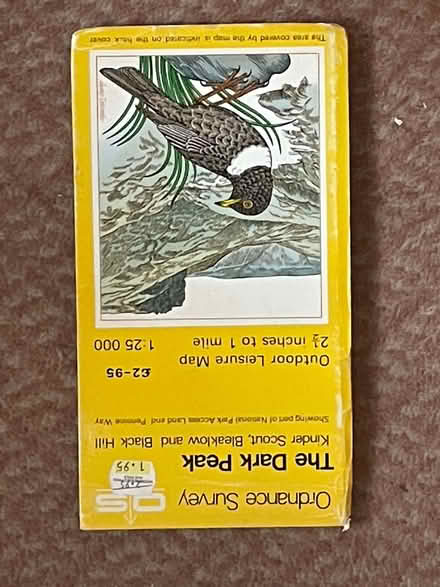 Ordnance Survey
The Dark Peak
Kinder Scout, Bleaklow and Black Hill
Showing part of National Park Access Land and Pennine Way
Outdoor Leisure Map £2-95
2½ inches to 1 mile 1:25 000
The area covered by the map is indicated on the back cover
1.95